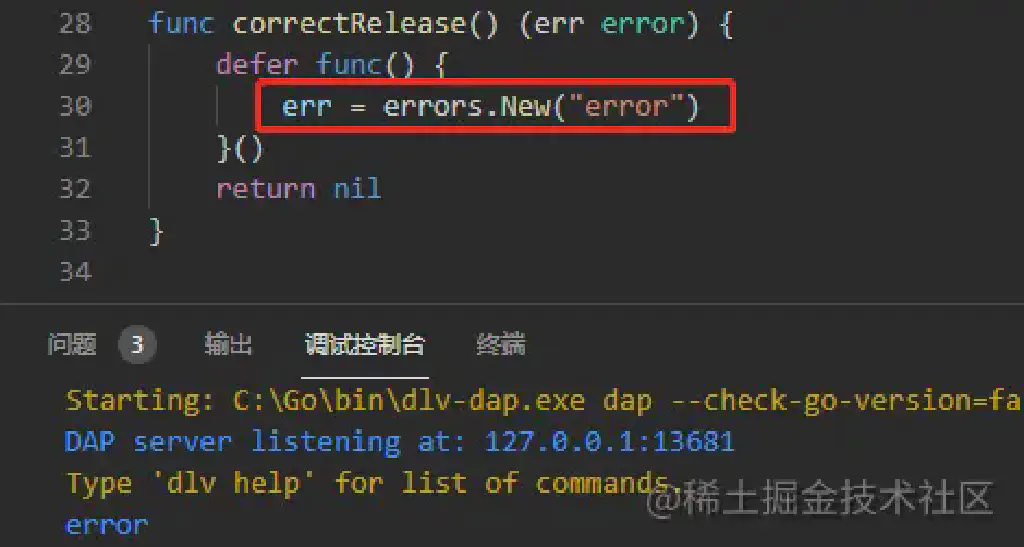 28 func correctRelease() (err error) {
29 defer func() {
30 err = errors.New("error")
31 }()
32 return nil
33 }
34
问题 3 输出 调试控制台 终端
Starting: C:\Go\bin\dlv-dap.exe dap --check-go-version=fa
DAP server listening at: 127.0.0.1:13681
Type 'dlv help' for list of commands.
@稀土掘金技术社区
error